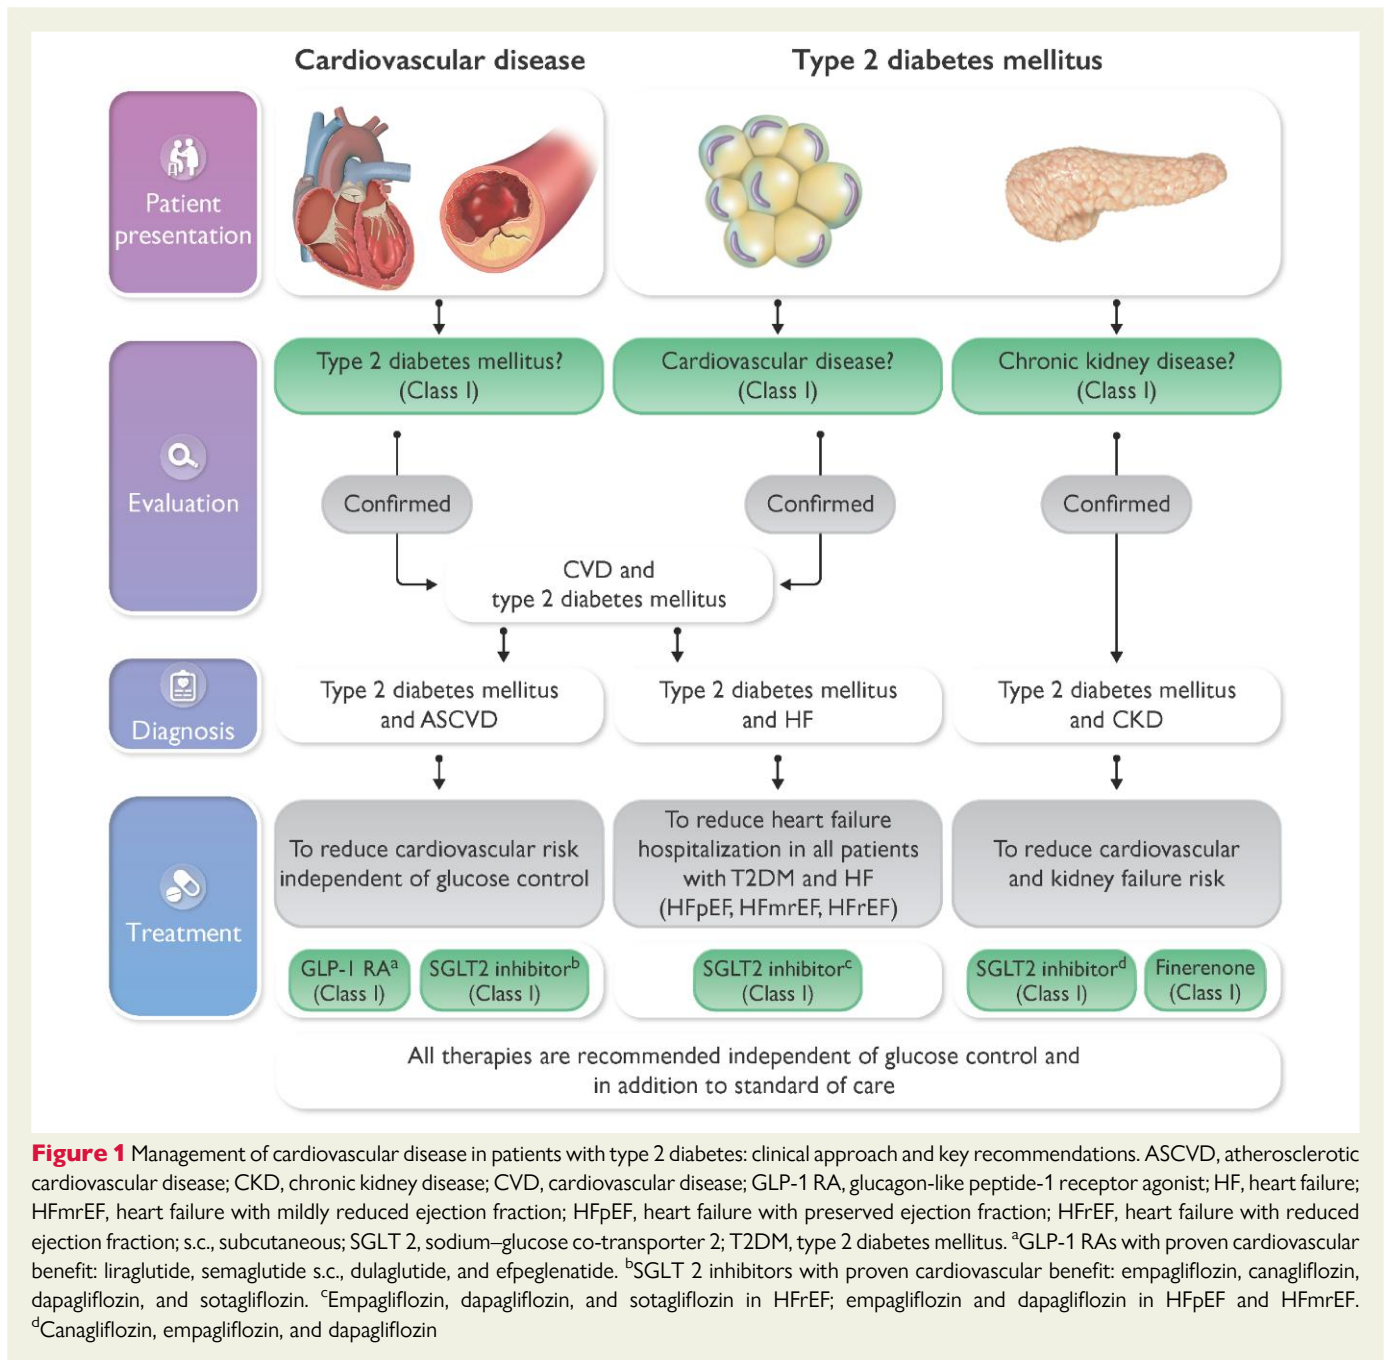 Cardiovascular disease
Type 2 diabetes mellitus
Patient
presentation
Type 2 diabetes mellitus?
(Class I)
Cardiovascular disease?
(Class I)
Chronic kidney disease?
(Class I)
Evaluation
Confirmed
Confirmed
Confirmed
CVD and
type 2 diabetes mellitus
Diagnosis
Type 2 diabetes mellitus
and ASCVD
Type 2 diabetes mellitus
and HF
Type 2 diabetes mellitus
and CKD
Treatment
To reduce cardiovascular risk
independent of glucose control
To reduce heart failure
hospitalization in all patients
with T2DM and HF
(HFpEF, HFmrEF, HFrEF)
To reduce cardiovascular
and kidney failure risk
GLP-1 RAᵃ
(Class I)
SGLT2 inhibitorᵇ
(Class I)
SGLT2 inhibitorᶜ
(Class I)
SGLT2 inhibitorᵈ
(Class I)
Finerenone
(Class I)
All therapies are recommended independent of glucose control and
in addition to standard of care
Figure 1 Management of cardiovascular disease in patients with type 2 diabetes: clinical approach and key recommendations. ASCVD, atherosclerotic
cardiovascular disease; CKD, chronic kidney disease; CVD, cardiovascular disease; GLP-1 RA, glucagon-like peptide-1 receptor agonist; HF, heart failure;
HFmrEF, heart failure with mildly reduced ejection fraction; HFpEF, heart failure with preserved ejection fraction; HFrEF, heart failure with reduced
ejection fraction; s.c., subcutaneous; SGLT 2, sodium–glucose co-transporter 2; T2DM, type 2 diabetes mellitus. ᵃGLP-1 RAs with proven cardiovascular
benefit: liraglutide, semaglutide s.c., dulaglutide, and efpeglenatide. ᵇSGLT 2 inhibitors with proven cardiovascular benefit: empagliflozin, canagliflozin,
dapagliflozin, and sotagliflozin. ᶜEmpagliflozin, dapagliflozin, and sotagliflozin in HFrEF; empagliflozin and dapagliflozin in HFpEF and HFmrEF.
ᵈCanagliflozin, empagliflozin, and dapagliflozin